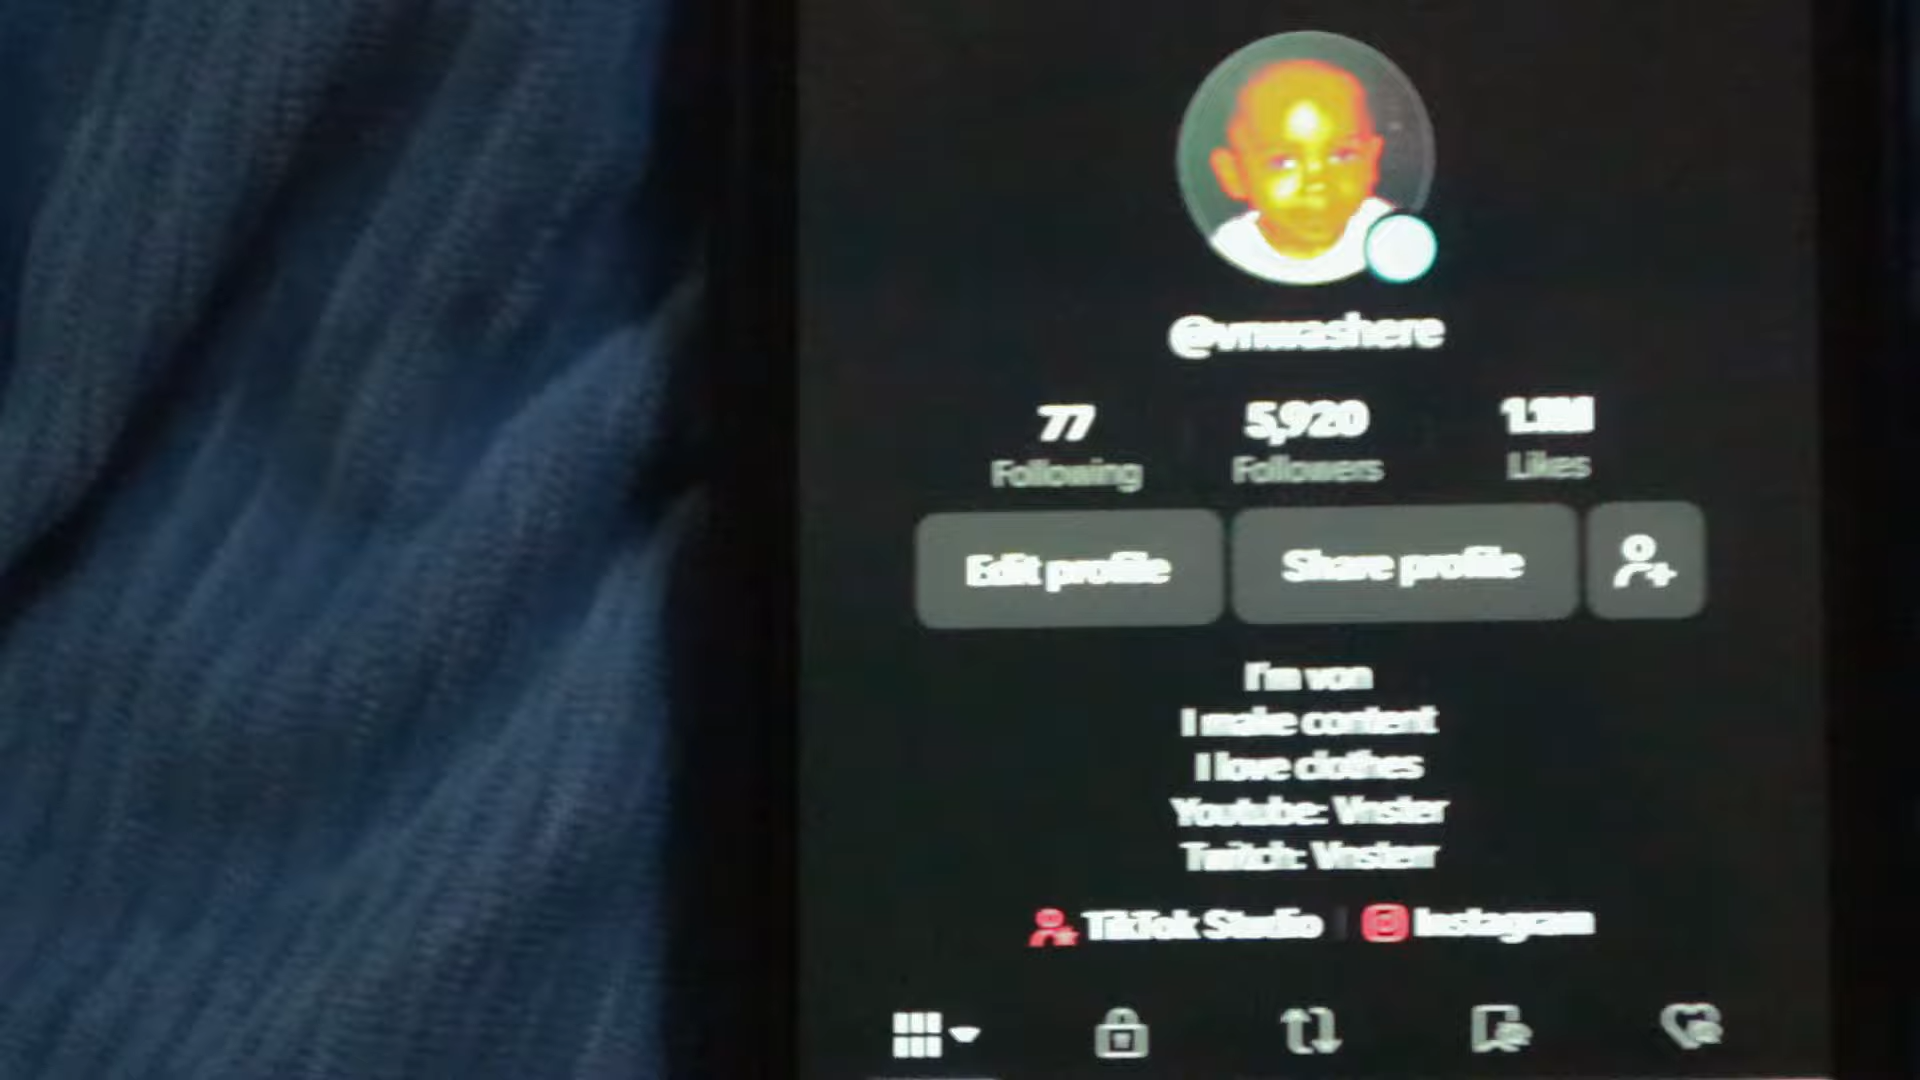 @vnwashere
77 5,920 1.1M
Following Followers Likes
Edit profile Share profile
I'm von
I make content
I love clothes
Youtube: Vnster
Twitch: Vnsterr
TikTok Studio Instagram